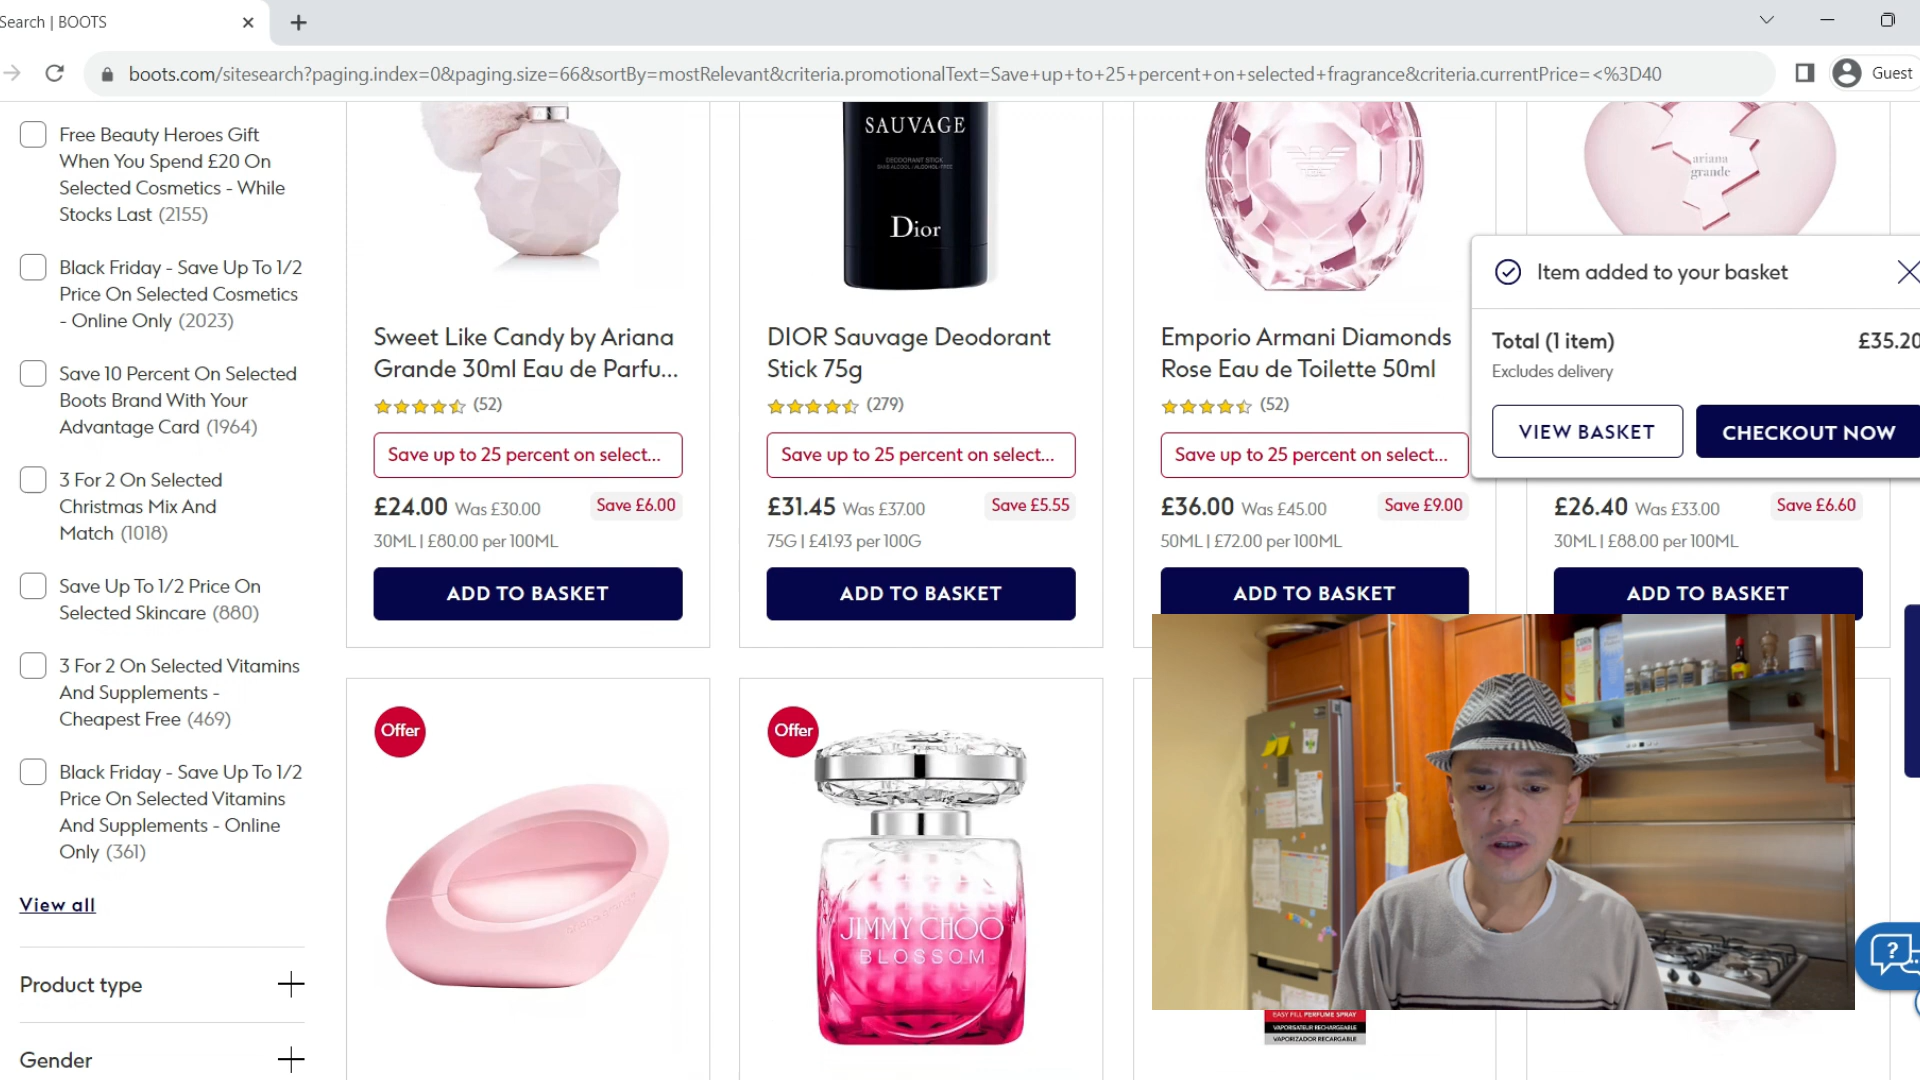 Search | BOOTS
boots.com/sitesearch?paging.index=0&paging.size=66&sortBy=mostRelevant&criteria.promotionalText=Save+up+to+25+percent+on+selected+fragrance&criteria.currentPrice=<%3D40
Guest
Free Beauty Heroes Gift
When You Spend £20 On
Selected Cosmetics - While
Stocks Last (2155)
Black Friday - Save Up To 1/2
Price On Selected Cosmetics
- Online Only (2023)
Save 10 Percent On Selected
Boots Brand With Your
Advantage Card (1964)
3 For 2 On Selected
Christmas Mix And
Match (1018)
Save Up To 1/2 Price On
Selected Skincare (880)
3 For 2 On Selected Vitamins
And Supplements -
Cheapest Free (469)
Black Friday - Save Up To 1/2
Price On Selected Vitamins
And Supplements - Online
Only (361)
View all
Product type
Gender
Sweet Like Candy by Ariana
Grande 30ml Eau de Parfu...
(52)
Save up to 25 percent on select...
£24.00 Was £30.00 Save £6.00
30ML | £80.00 per 100ML
ADD TO BASKET
SAUVAGE
DEODORANT STICK
Dior
DIOR Sauvage Deodorant
Stick 75g
(279)
Save up to 25 percent on select...
£31.45 Was £37.00 Save £5.55
75G | £41.93 per 100G
ADD TO BASKET
Emporio Armani Diamonds
Rose Eau de Toilette 50ml
(52)
Save up to 25 percent on select...
£36.00 Was £45.00 Save £9.00
50ML | £72.00 per 100ML
ADD TO BASKET
ariana
grande
Item added to your basket
Total (1 item) £35.20
Excludes delivery
VIEW BASKET
CHECKOUT NOW
£26.40 Was £33.00 Save £6.60
30ML | £88.00 per 100ML
ADD TO BASKET
Offer
Offer
JIMMY CHOO
BLOSSOM
EASY FILL PERFUME SPRAY
VAPORISATEUR RECHARGEABLE
VAPORIZADOR RECARGABLE
?